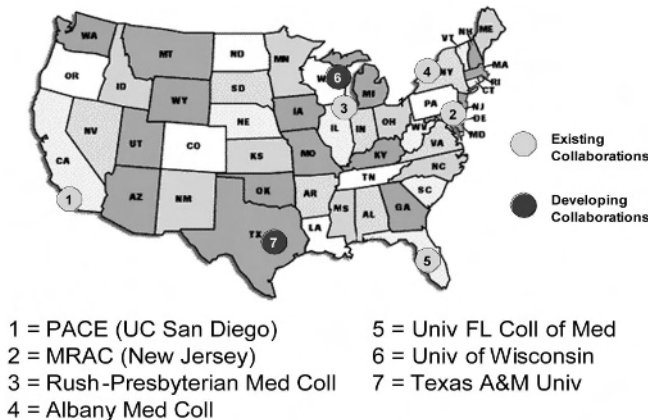 WA
MT
ND
MN
VT
NH
ME
OR
ID
SD
WY
6
MI
4
NY
MA
RI
CT
NV
UT
NE
IA
3
IL
IN
OH
PA
2
NJ
DE
MD
CA
CO
KS
MO
KY
WV
VA
Existing
Collaborations
1
AZ
NM
OK
AR
TN
NC
SC
Developing
Collaborations
TX
7
LA
MS
AL
GA
5
1 = PACE (UC San Diego)
2 = MRAC (New Jersey)
3 = Rush-Presbyterian Med Coll
4 = Albany Med Coll
5 = Univ FL Coll of Med
6 = Univ of Wisconsin
7 = Texas A&M Univ